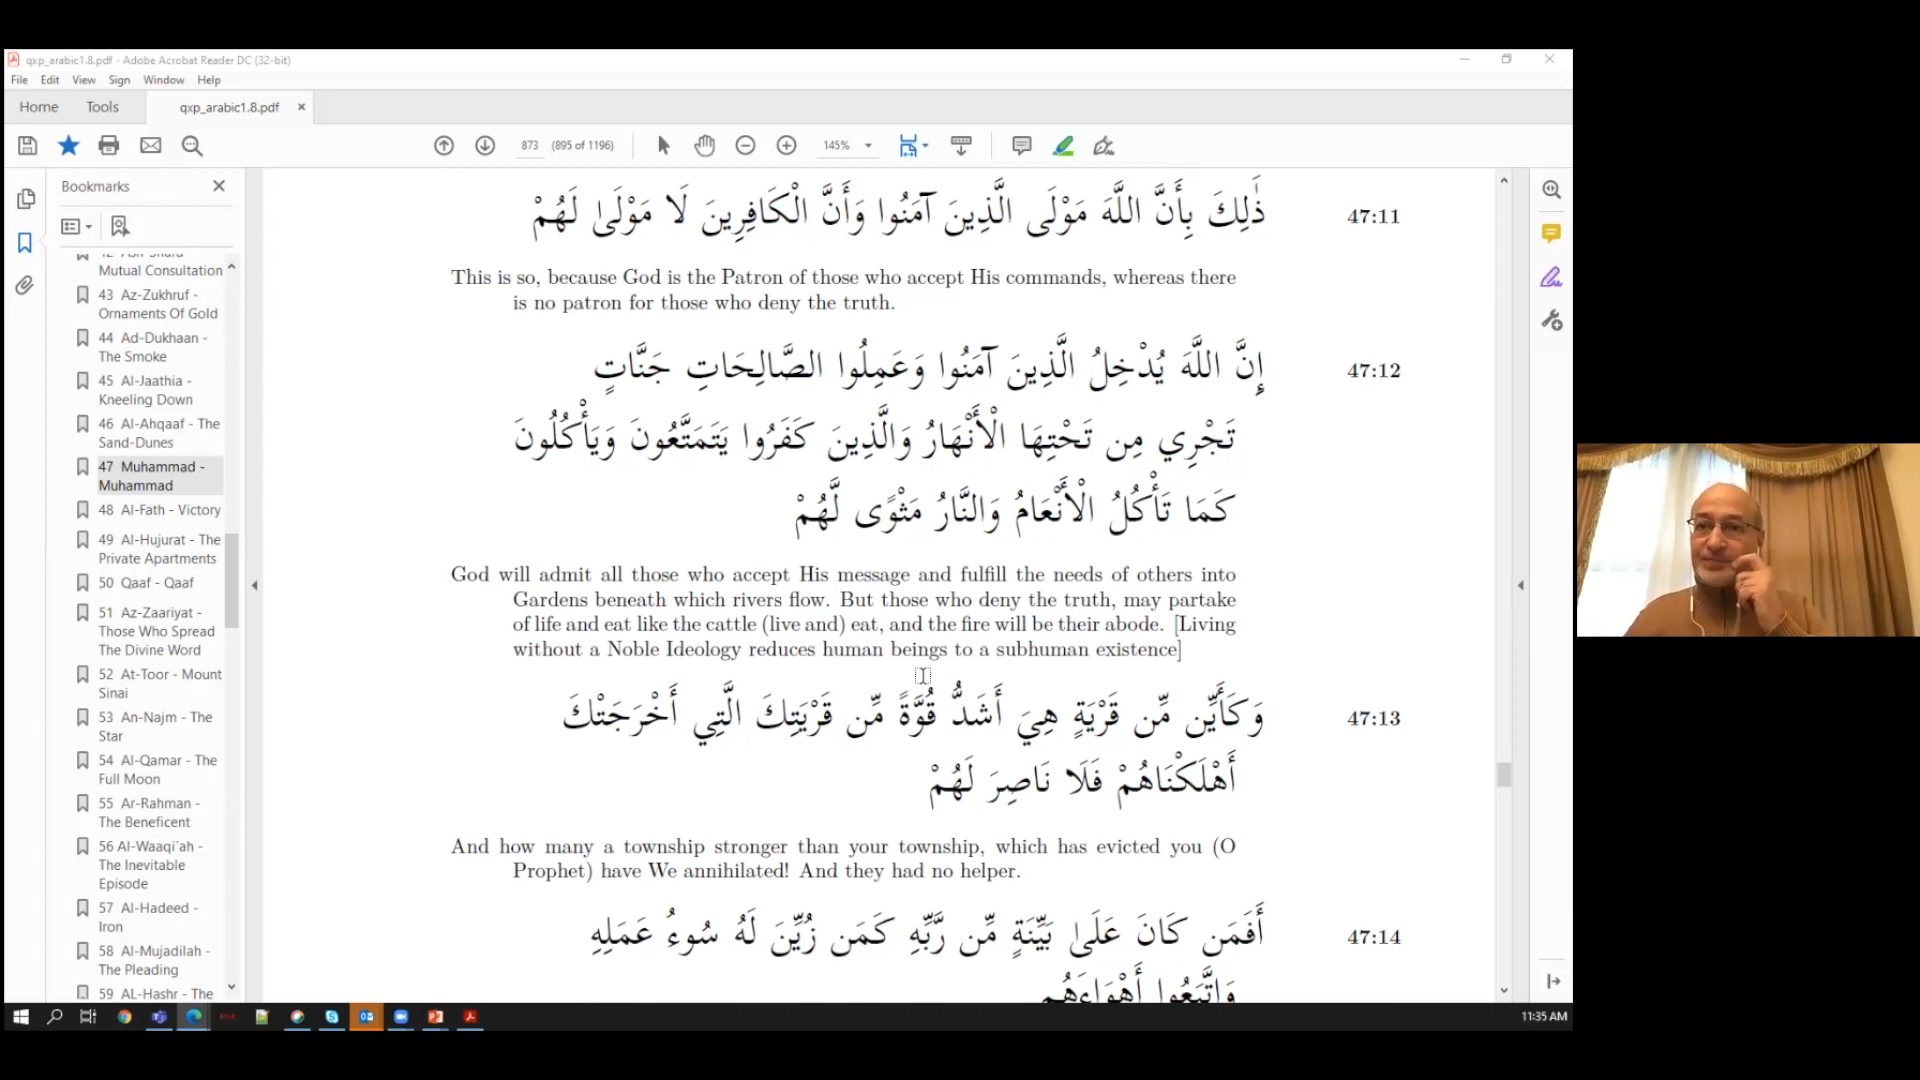 qxp_arabic1.8.pdf - Adobe Acrobat Reader DC (32-bit)
File Edit View Sign Window Help
Home Tools qxp_arabic1.8.pdf
873 (895 of 1196) 145%
Bookmarks
Mutual Consultation
43 Az-Zukhruf -
Ornaments Of Gold
44 Ad-Dukhaan -
The Smoke
45 Al-Jaathia -
Kneeling Down
46 Al-Ahqaaf - The
Sand-Dunes
47 Muhammad -
Muhammad
48 Al-Fath - Victory
49 Al-Hujurat - The
Private Apartments
50 Qaaf - Qaaf
51 Az-Zaariyat -
Those Who Spread
The Divine Word
52 At-Toor - Mount
Sinai
53 An-Najm - The
Star
54 Al-Qamar - The
Full Moon
55 Ar-Rahman -
The Beneficent
56 Al-Waaqi´ah -
The Inevitable
Episode
57 Al-Hadeed -
Iron
58 Al-Mujadilah -
The Pleading
59 AL-Hashr - The
47:11 ذَٰلِكَ بِأَنَّ اللَّهَ مَوْلَى الَّذِينَ آمَنُوا وَأَنَّ الْكَافِرِينَ لَا مَوْلَىٰ لَهُمْ
This is so, because God is the Patron of those who accept His commands, whereas there
is no patron for those who deny the truth.
47:12 إِنَّ اللَّهَ يُدْخِلُ الَّذِينَ آمَنُوا وَعَمِلُوا الصَّالِحَاتِ جَنَّاتٍ
تَجْرِي مِن تَحْتِهَا الْأَنْهَارُ وَالَّذِينَ كَفَرُوا يَتَمَتَّعُونَ وَيَأْكُلُونَ
كَمَا تَأْكُلُ الْأَنْعَامُ وَالنَّارُ مَثْوًى لَّهُمْ
God will admit all those who accept His message and fulfill the needs of others into
Gardens beneath which rivers flow. But those who deny the truth, may partake
of life and eat like the cattle (live and) eat, and the fire will be their abode. [Living
without a Noble Ideology reduces human beings to a subhuman existence]
47:13 وَكَأَيِّن مِّن قَرْيَةٍ هِيَ أَشَدُّ قُوَّةً مِّن قَرْيَتِكَ الَّتِي أَخْرَجَتْكَ
أَهْلَكْنَاهُمْ فَلَا نَاصِرَ لَهُمْ
And how many a township stronger than your township, which has evicted you (O
Prophet) have We annihilated! And they had no helper.
47:14 أَفَمَن كَانَ عَلَىٰ بَيِّنَةٍ مِّن رَّبِّهِ كَمَن زُيِّنَ لَهُ سُوءُ عَمَلِهِ
وَاتَّبَعُوا أَهْوَاءَهُم
11:35 AM